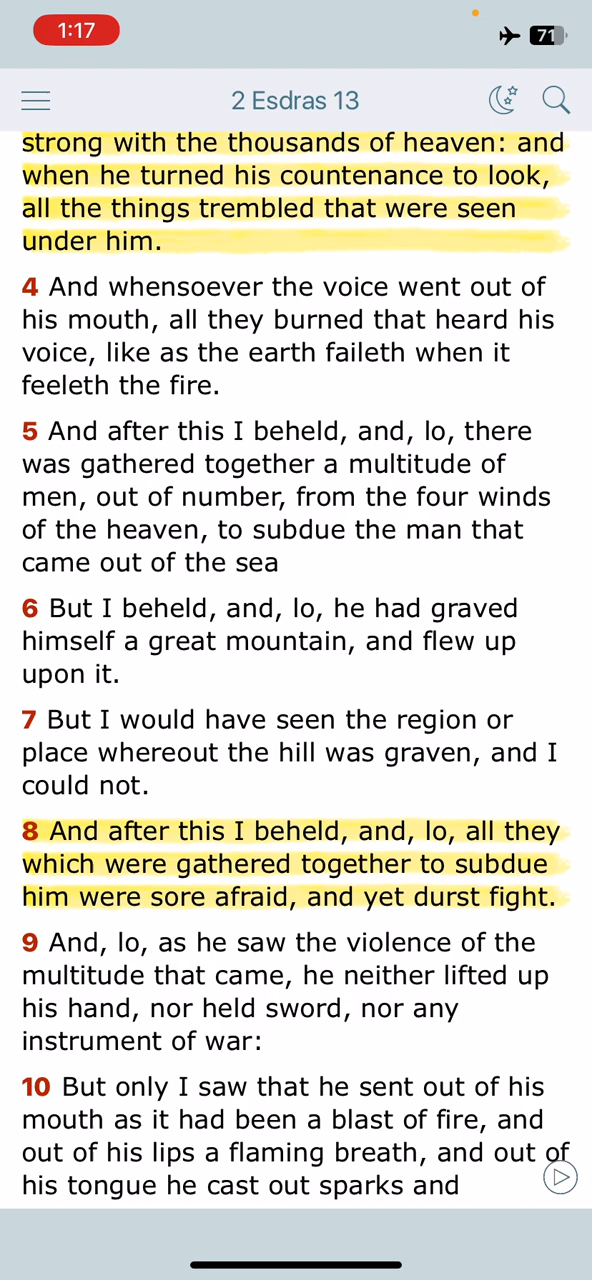 1:17
71
2 Esdras 13
strong with the thousands of heaven: and
when he turned his countenance to look,
all the things trembled that were seen
under him.
4 And whensoever the voice went out of
his mouth, all they burned that heard his
voice, like as the earth faileth when it
feeleth the fire.
5 And after this I beheld, and, lo, there
was gathered together a multitude of
men, out of number, from the four winds
of the heaven, to subdue the man that
came out of the sea
6 But I beheld, and, lo, he had graved
himself a great mountain, and flew up
upon it.
7 But I would have seen the region or
place whereout the hill was graven, and I
could not.
8 And after this I beheld, and, lo, all they
which were gathered together to subdue
him were sore afraid, and yet durst fight.
9 And, lo, as he saw the violence of the
multitude that came, he neither lifted up
his hand, nor held sword, nor any
instrument of war:
10 But only I saw that he sent out of his
mouth as it had been a blast of fire, and
out of his lips a flaming breath, and out of
his tongue he cast out sparks and